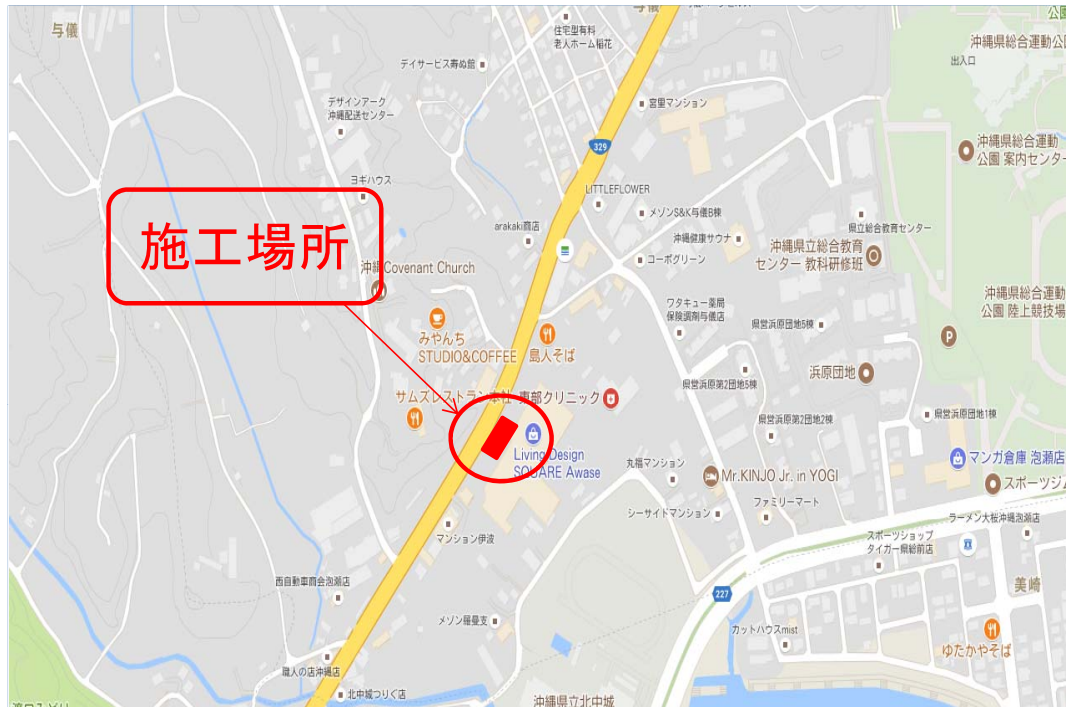 与儀
与儀
住宅型有料
老人ホーム稲花
デイサービス寿ぬ館
公園
沖縄県総合運動公園
出入口
デザインアーク
沖縄配送センター
宮里マンション
329
沖縄県総合運動
公園 案内センター
ヨギハウス
LITTLEFLOWER
メゾンS&K与儀B棟
arakaki商店
沖縄健康サウナ
県立総合教育センター
沖縄県立総合教育
センター 教科研修班
コーポグリーン
施工場所
沖縄Covenant Church
沖縄県総合運動
公園 陸上競技場
ワタキュー薬局
保険調剤与儀店
県営浜原団地5棟
P
みやんち
STUDIO&COFFEE
島人そば
浜原団地
県営浜原第2団地5棟
サムズレストラン本社
東部クリニック
県営浜原第2団地2棟
県営浜原団地1棟
Living Design
SQUARE Awase
丸福マンション
マンガ倉庫 泡瀬店
Mr.KINJO Jr. in YOGI
スポーツジム
ファミリーマート
シーサイドマンション
ラーメン大桜沖縄泡瀬店
マンション伊波
スポーツショップ
タイガー県総前店
西自動車商会泡瀬店
美崎
227
メゾン羅曼支
カットハウスmist
ゆたかやそば
職人の店沖縄店
北中城つりぐ店
沖縄県立北中城